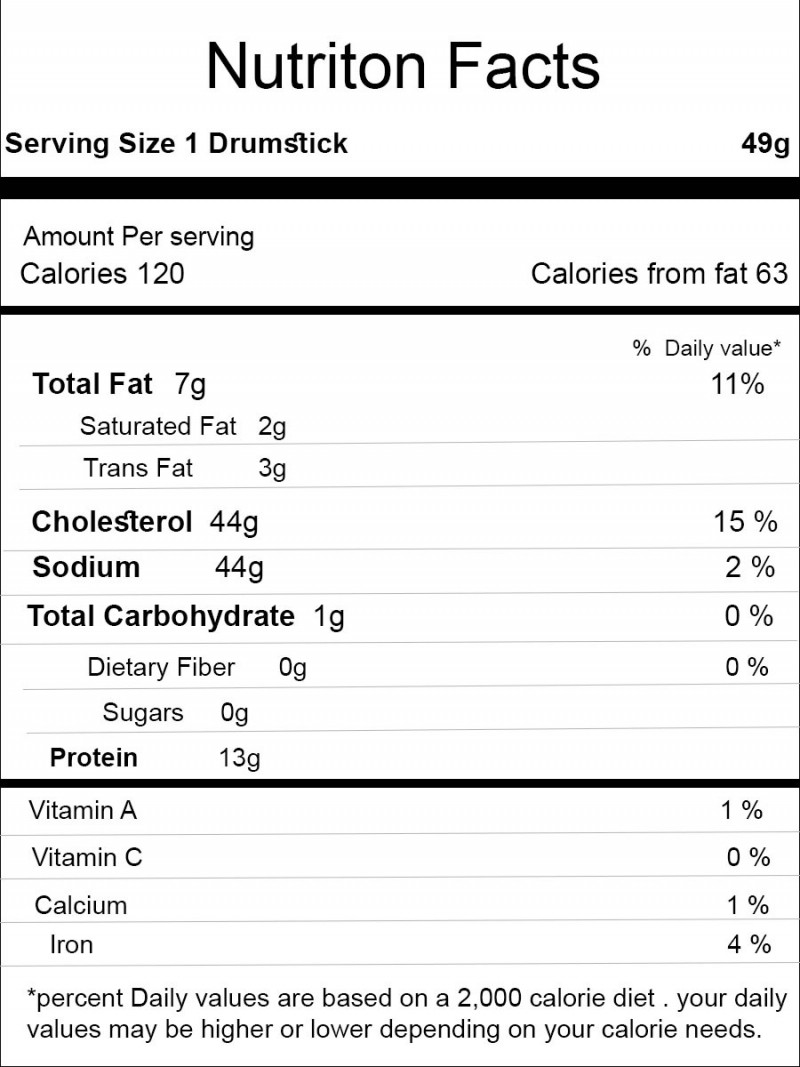 Nutriton Facts
Serving Size 1 Drumstick 49g
Amount Per serving
Calories 120 Calories from fat 63
% Daily value*
Total Fat 7g 11%
Saturated Fat 2g
Trans Fat 3g
Cholesterol 44g 15 %
Sodium 44g 2 %
Total Carbohydrate 1g 0 %
Dietary Fiber 0g 0 %
Sugars 0g
Protein 13g
Vitamin A 1 %
Vitamin C 0 %
Calcium 1 %
Iron 4 %
*percent Daily values are based on a 2,000 calorie diet . your daily
values may be higher or lower depending on your calorie needs.